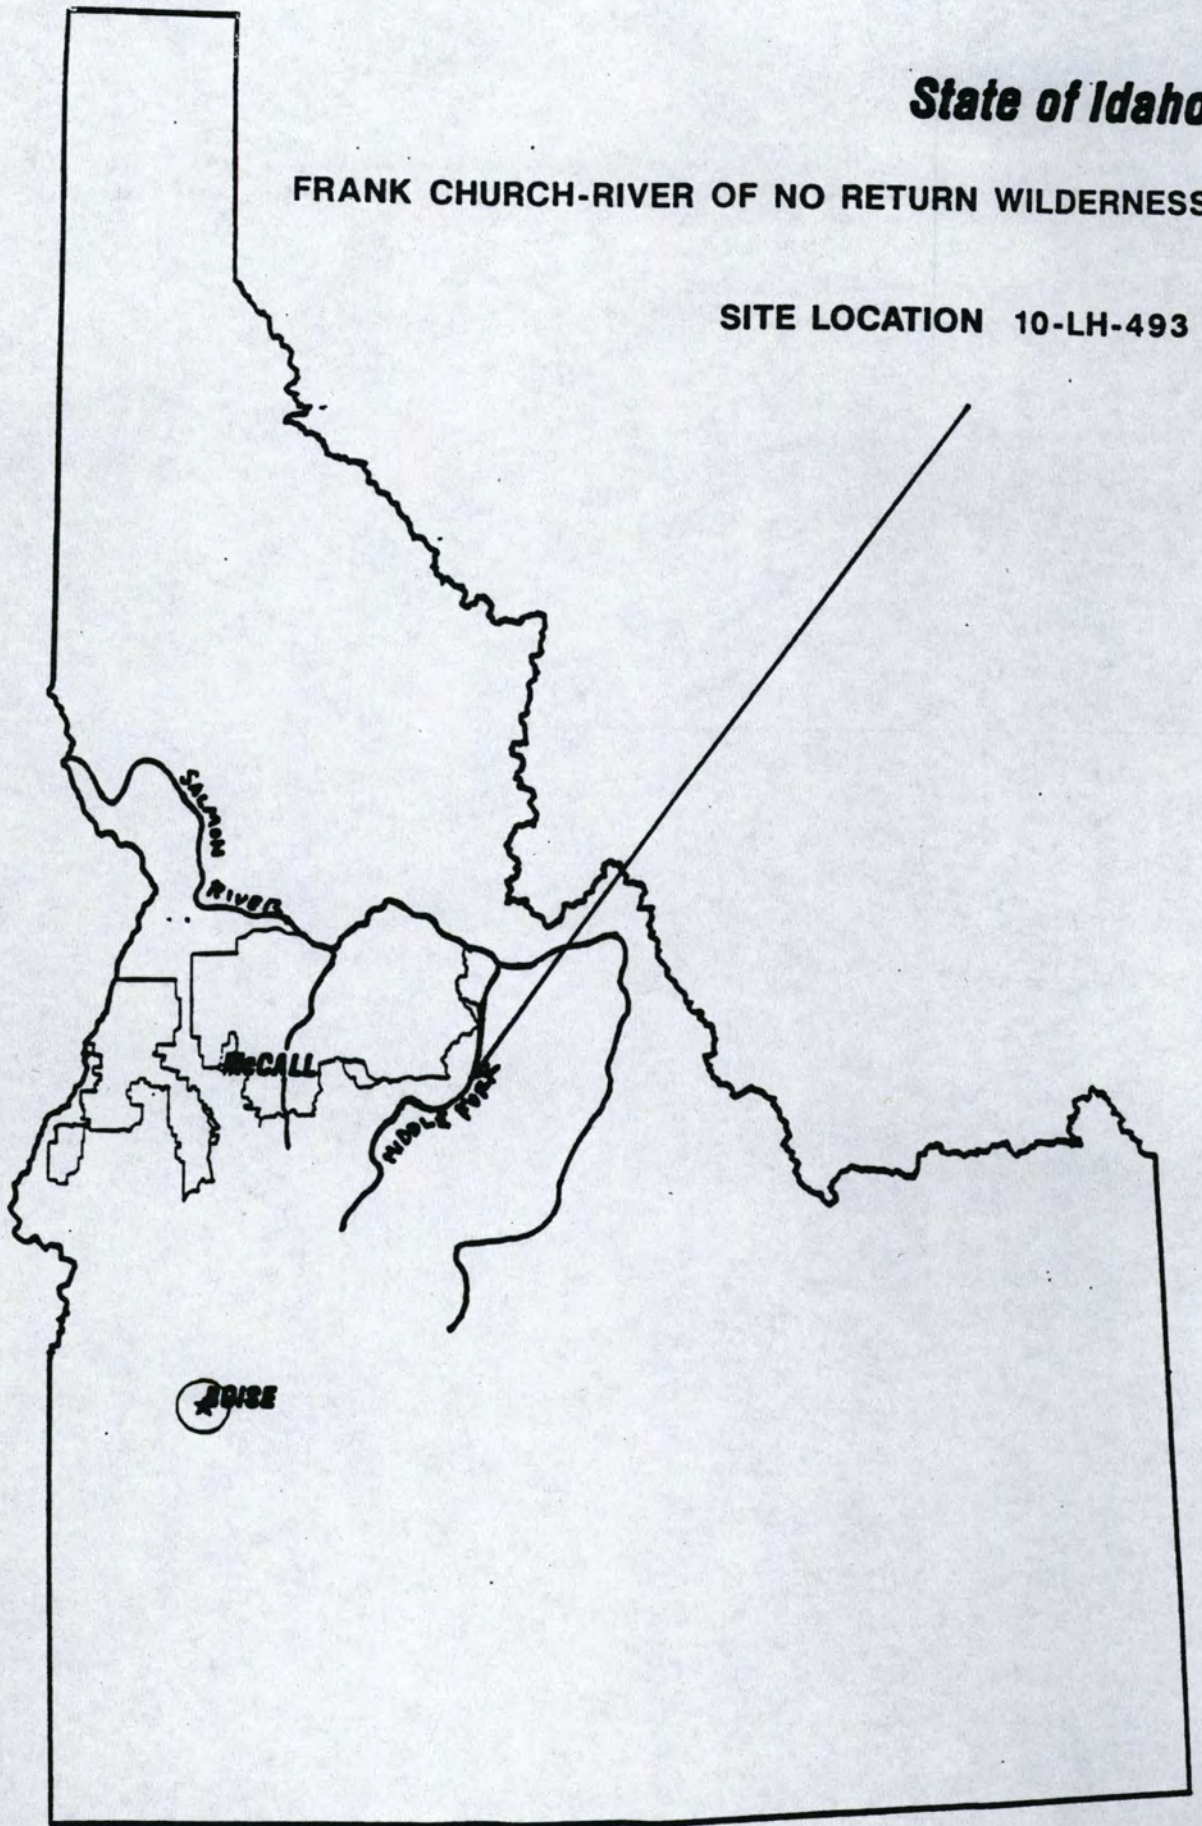 State of Idaho
FRANK CHURCH-RIVER OF NO RETURN WILDERNESS
SITE LOCATION 10-LH-493
SALMON
RIVER
McCALL
MIDDLE FORK
BOISE